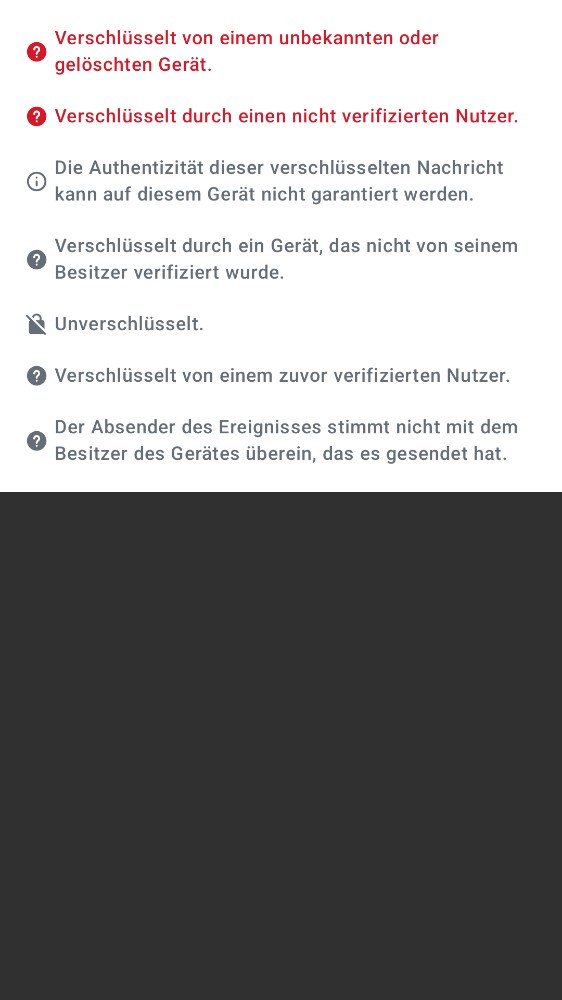 Verschlüsselt von einem unbekannten oder
gelöschten Gerät.
Verschlüsselt durch einen nicht verifizierten Nutzer.
Die Authentizität dieser verschlüsselten Nachricht
kann auf diesem Gerät nicht garantiert werden.
Verschlüsselt durch ein Gerät, das nicht von seinem
Besitzer verifiziert wurde.
Unverschlüsselt.
Verschlüsselt von einem zuvor verifizierten Nutzer.
Der Absender des Ereignisses stimmt nicht mit dem
Besitzer des Gerätes überein, das es gesendet hat.